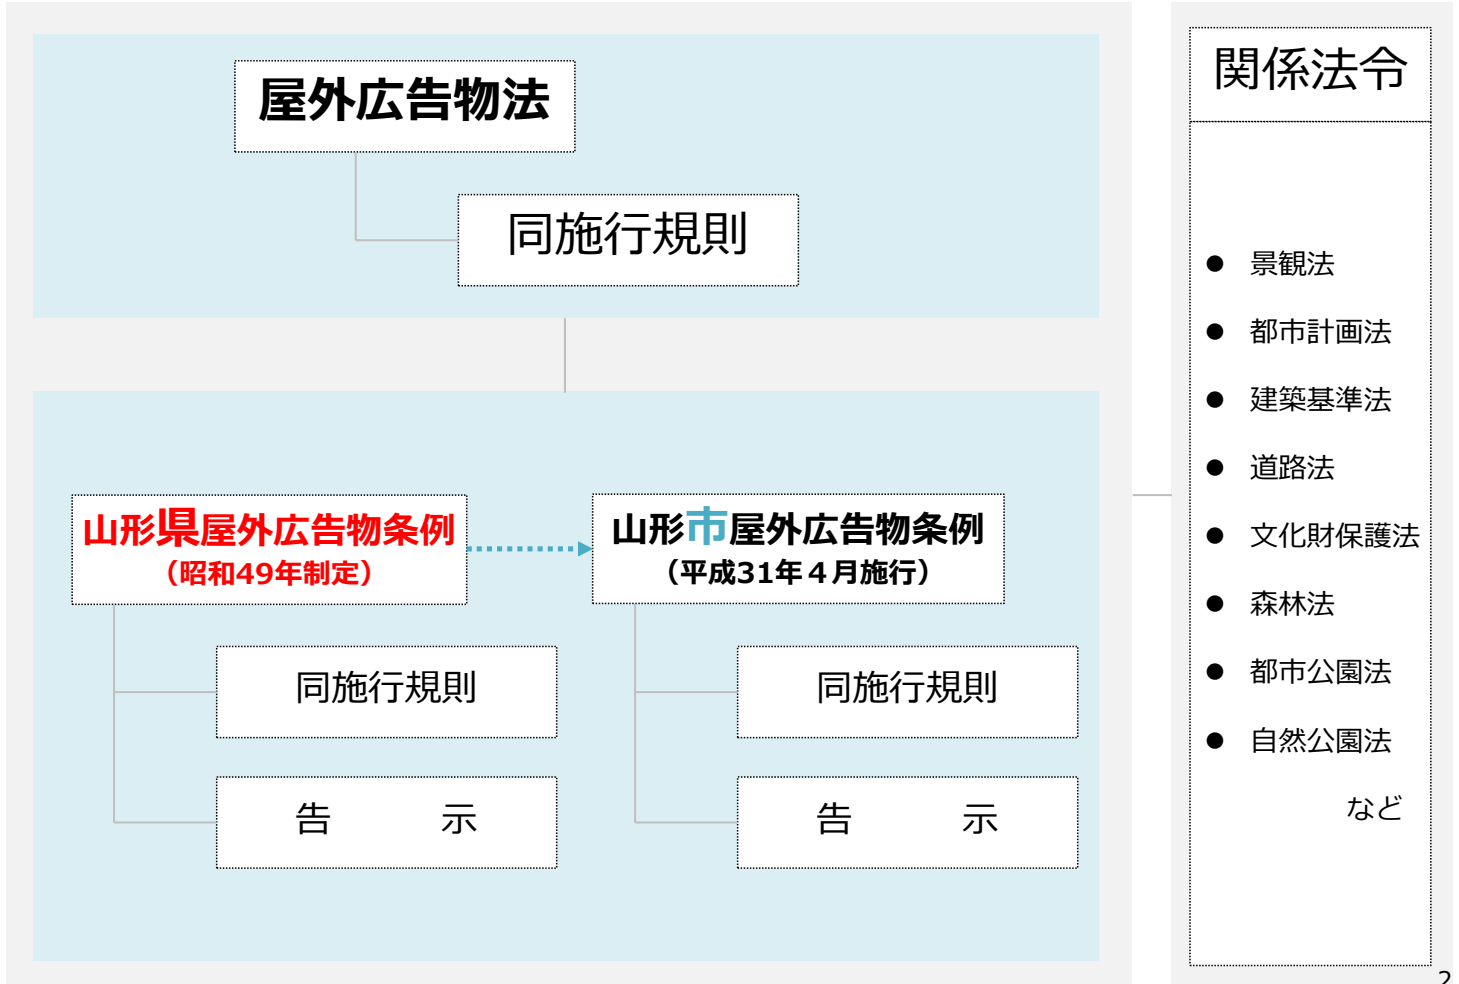 屋外広告物法
同施行規則
山形県屋外広告物条例
（昭和49年制定）
山形市屋外広告物条例
（平成31年４月施行）
同施行規則
同施行規則
告　　　示
告　　　示
関係法令
● 景観法
● 都市計画法
● 建築基準法
● 道路法
● 文化財保護法
● 森林法
● 都市公園法
● 自然公園法
など
2